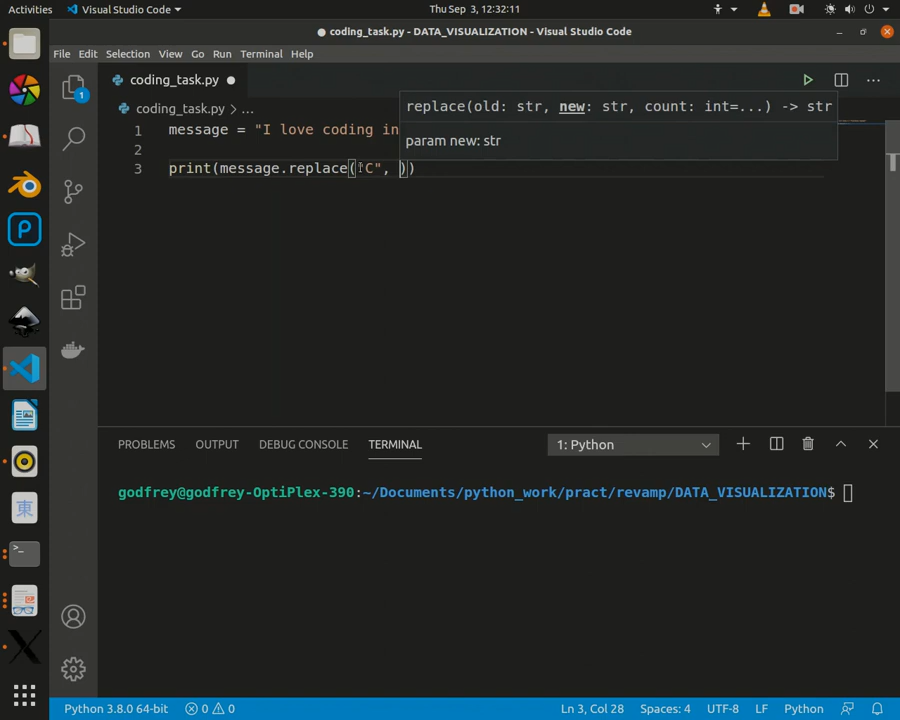 Activities
Visual Studio Code
Thu Sep 3, 12:32:11
coding_task.py - DATA_VISUALIZATION - Visual Studio Code
File Edit Selection View Go Run Terminal Help
coding_task.py
coding_task.py > ...
replace(old: str, new: str, count: int=...) -> str
param new: str
1 message = "I love coding in
2
3 print(message.replace("C", ))
1
T
P
東
>_
PROBLEMS OUTPUT DEBUG CONSOLE TERMINAL
1: Python
godfrey@godfrey-OptiPlex-390:~/Documents/python_work/pract/revamp/DATA_VISUALIZATION$
Python 3.8.0 64-bit
0 0
Ln 3, Col 28
Spaces: 4
UTF-8
LF
Python